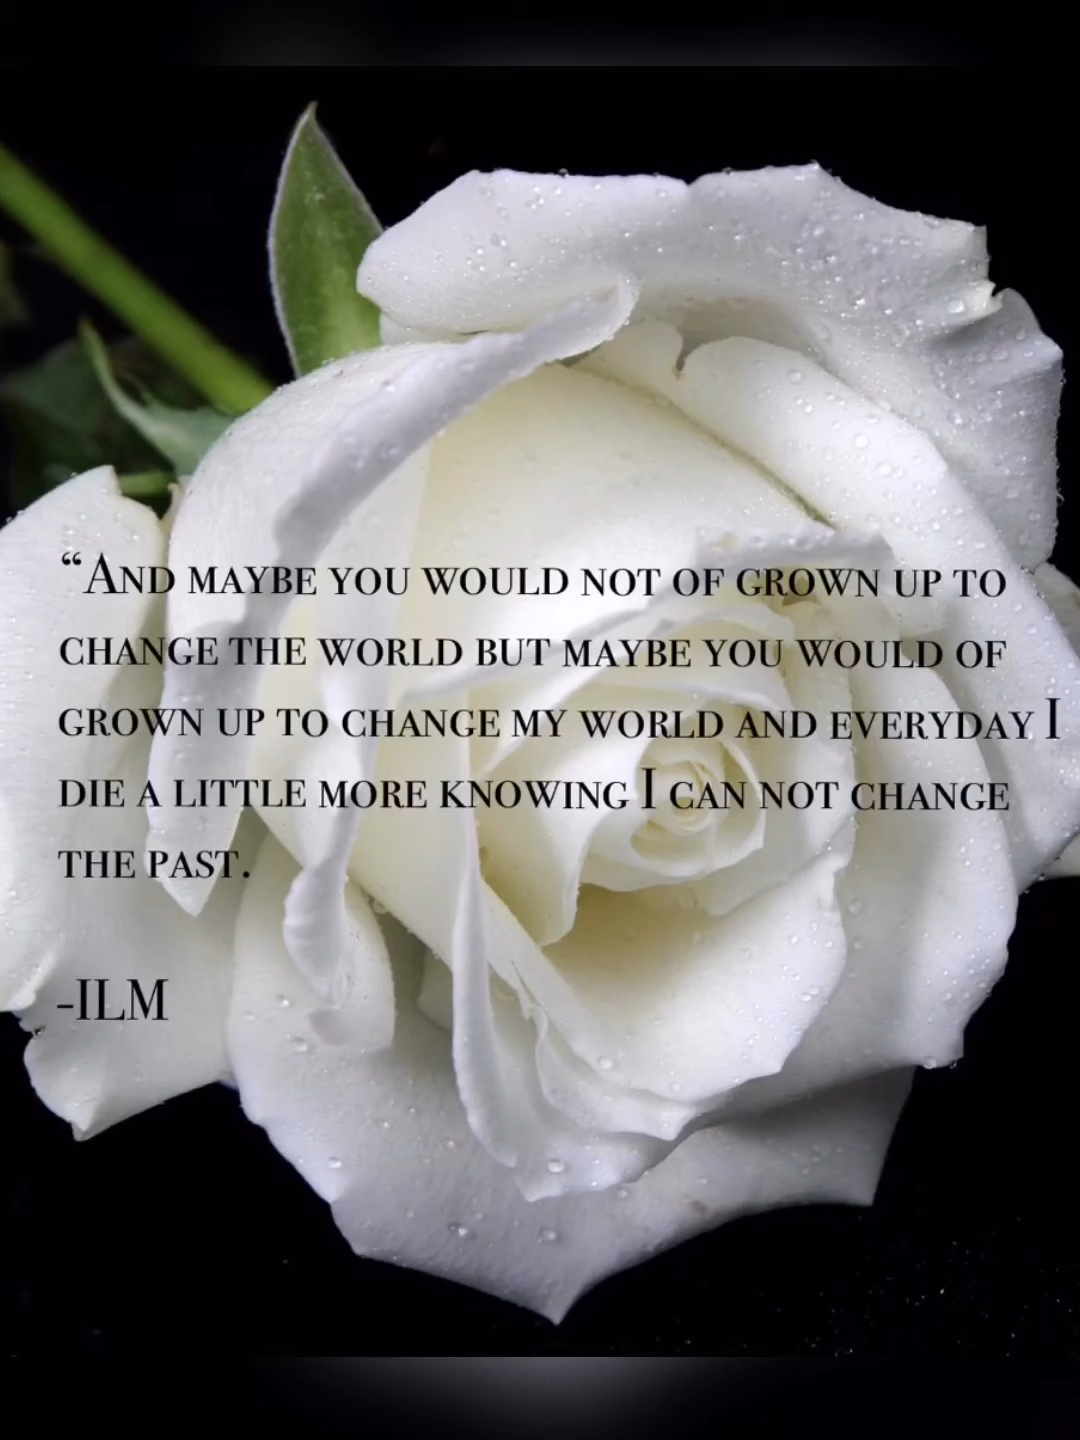 “And maybe you would not of grown up to
change the world but maybe you would of
grown up to change my world and everyday I
die a little more knowing I can not change
the past.
-ILM